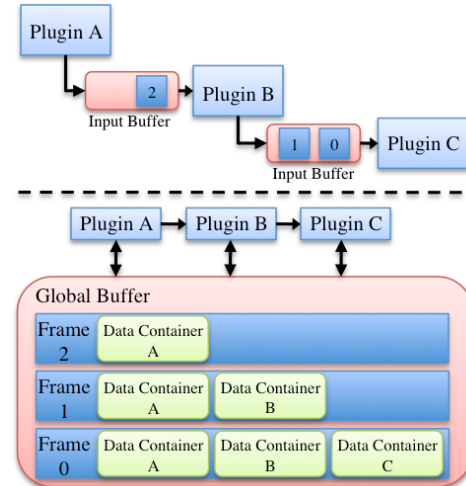 Plugin A
2
Plugin B
Input Buffer
1 0
Plugin C
Input Buffer
Plugin A Plugin B Plugin C
Global Buffer
Frame 2
Data Container A
Frame 1
Data Container A
Data Container B
Frame 0
Data Container A
Data Container B
Data Container C